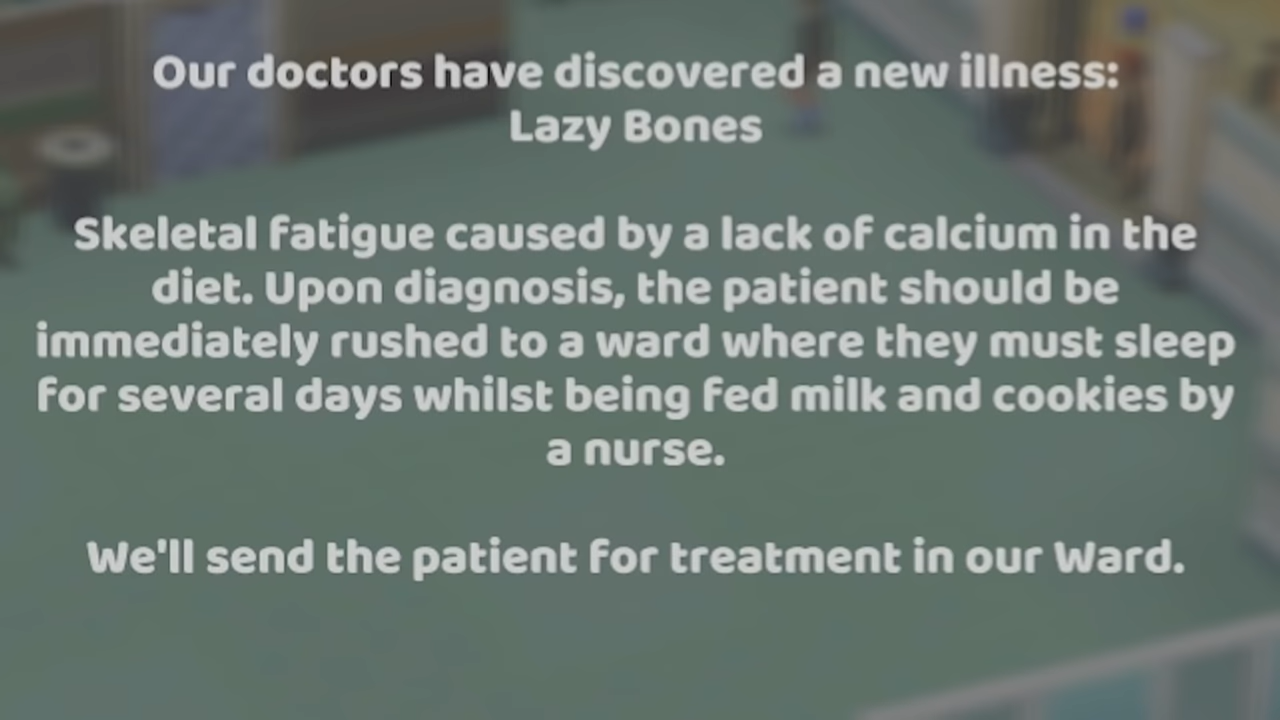 Our doctors have discovered a new illness:
Lazy Bones
Skeletal fatigue caused by a lack of calcium in the
diet. Upon diagnosis, the patient should be
immediately rushed to a ward where they must sleep
for several days whilst being fed milk and cookies by
a nurse.
We'll send the patient for treatment in our Ward.